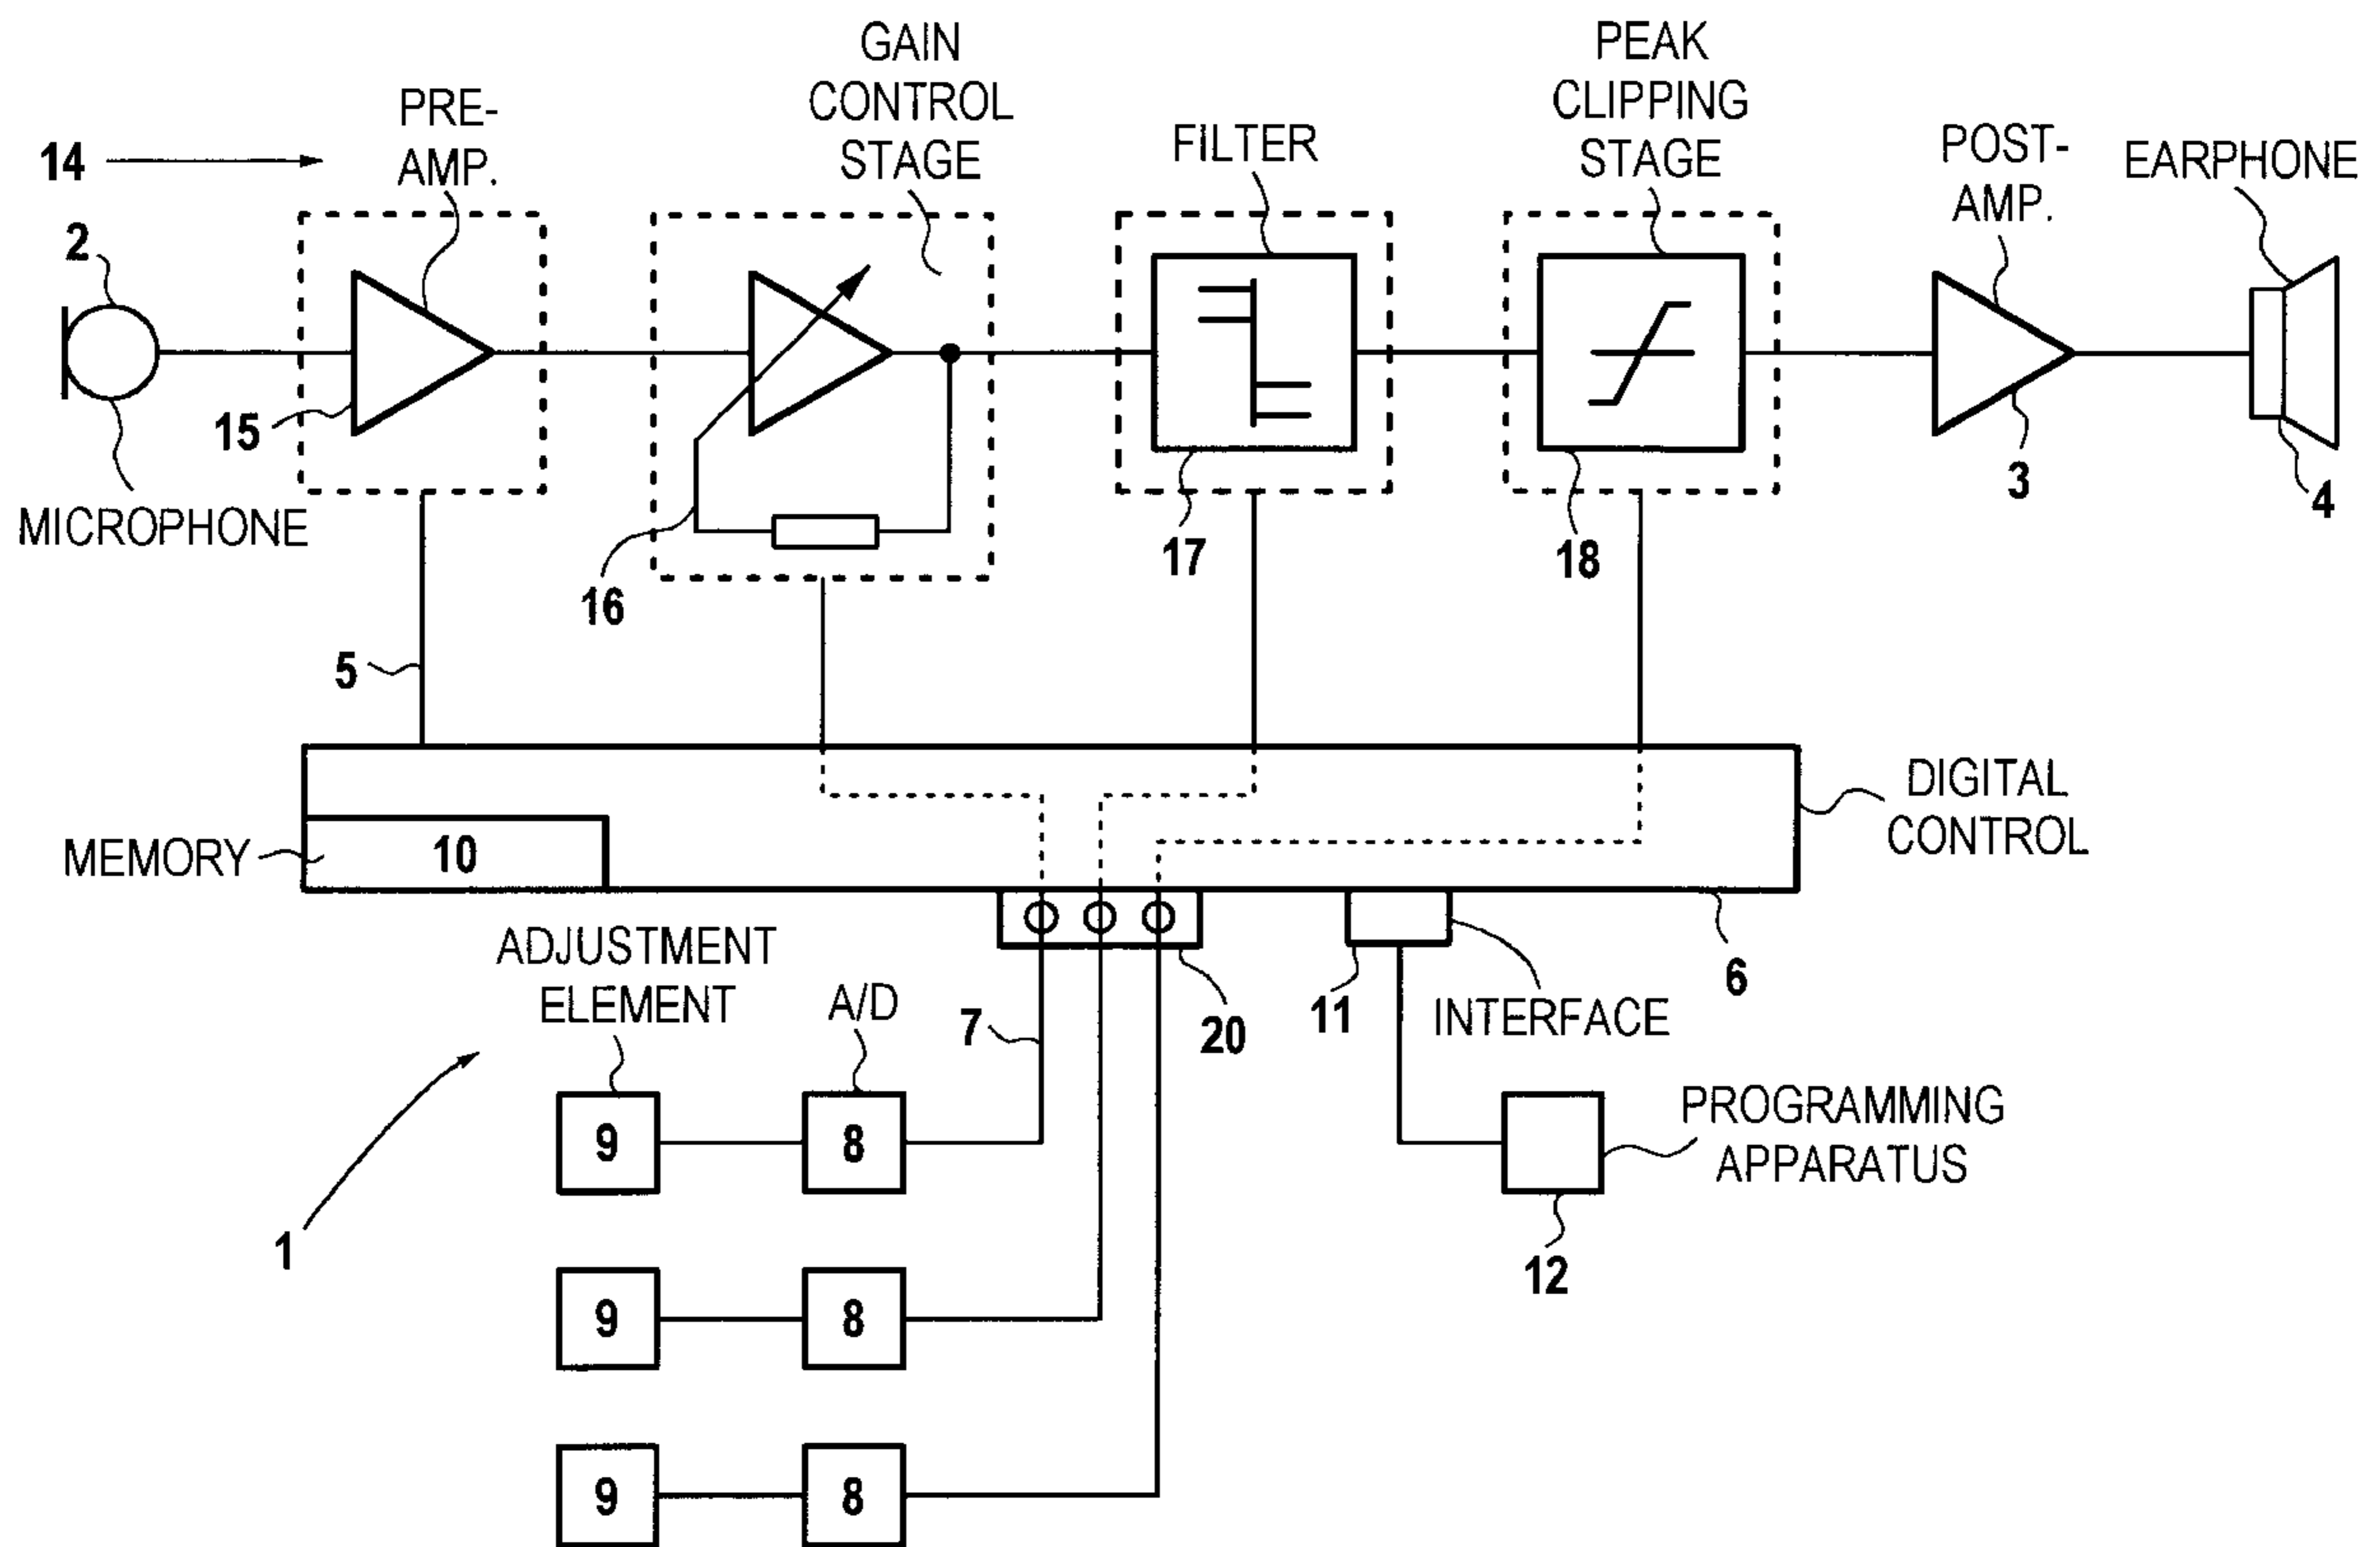 GAIN
CONTROL
STAGE
PEAK
CLIPPING
STAGE
PRE-
AMP.
FILTER
POST-
AMP.
EARPHONE
14
2
15
3
4
MICROPHONE
16
17
18
5
DIGITAL
CONTROL
MEMORY
10
6
ADJUSTMENT
ELEMENT
A/D
7
20
11
INTERFACE
9
8
PROGRAMMING
APPARATUS
1
12
9
8
9
8